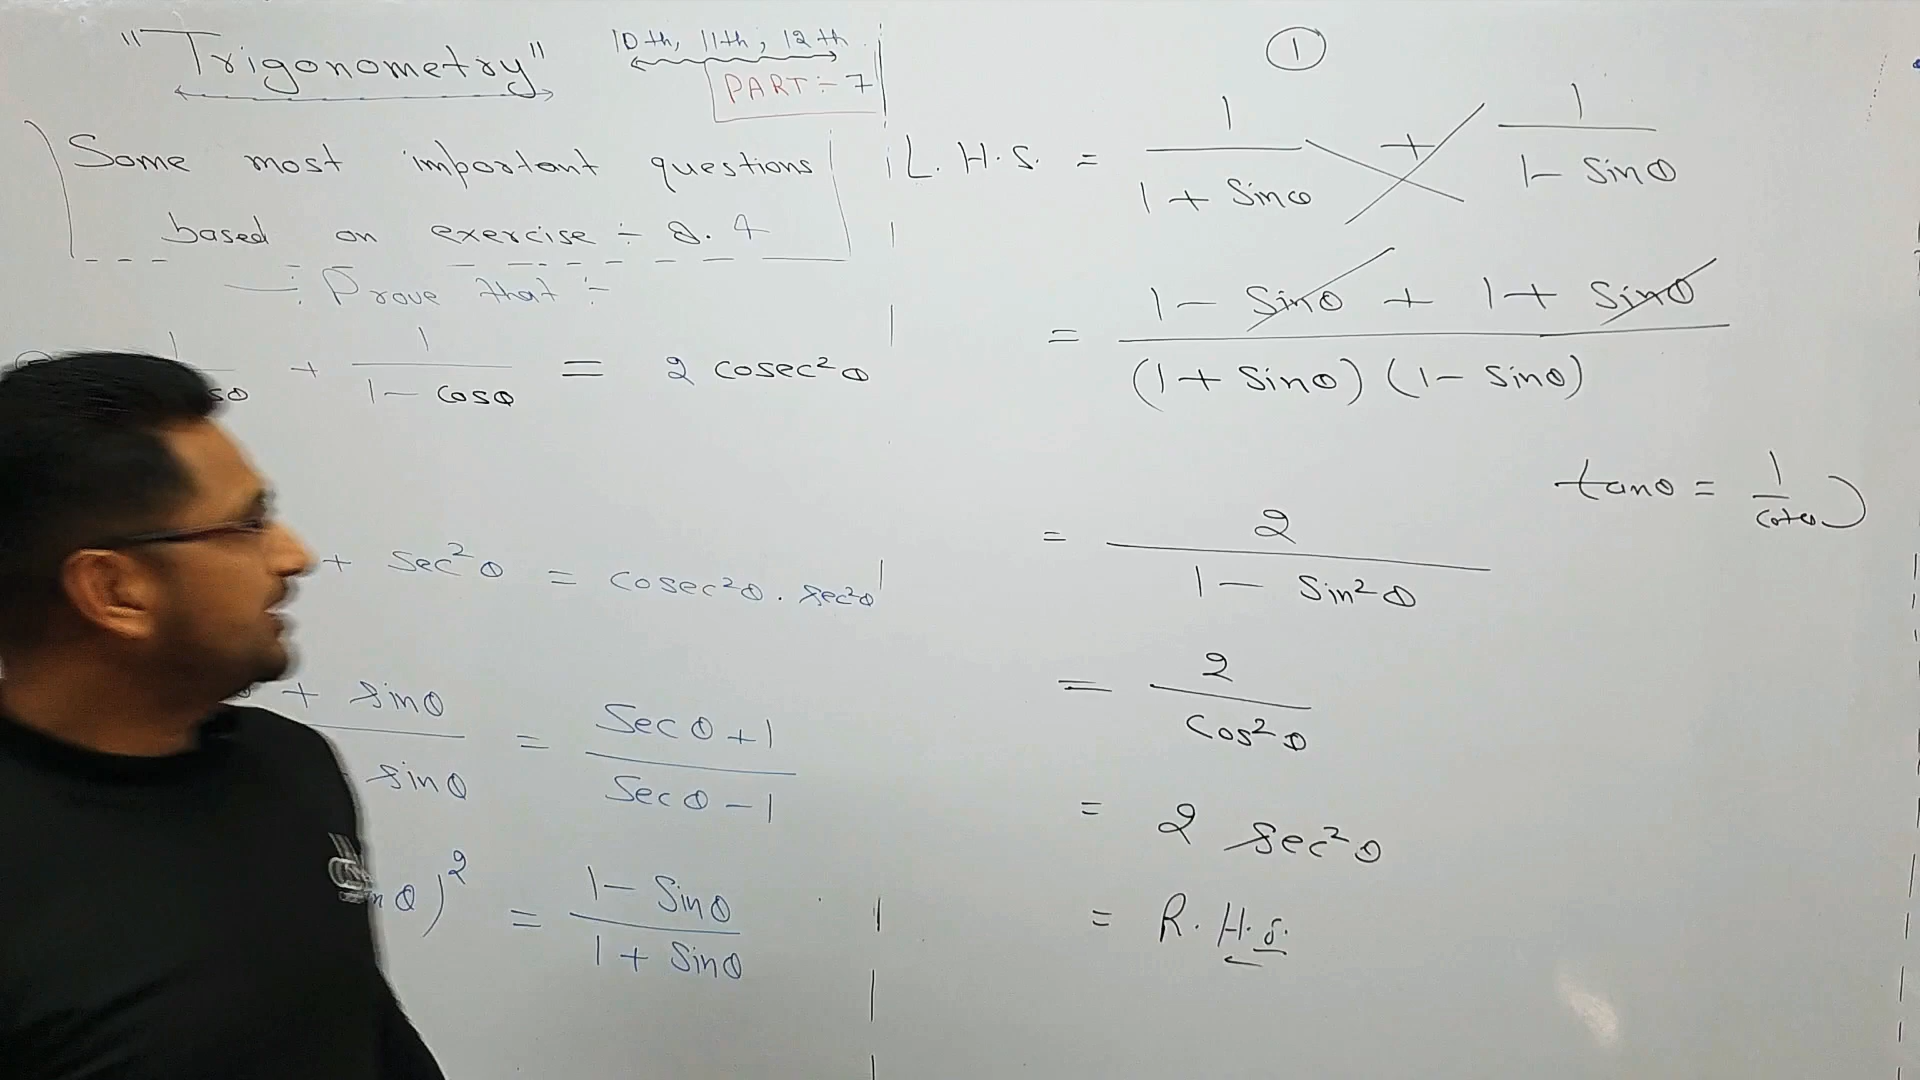 "Trigonometry"
10th, 11th, 12th
PART:- 7
Some most important questions
based on exercise ÷ 8.4
Prove that :-
1 / sθ + 1 / 1 - cosθ = 2 cosec²θ
+ sec²θ = cosec²θ . sec²θ
+ sinθ / sinθ = Secθ+1 / Secθ-1
nθ)² = 1- Sinθ / 1+ Sinθ
1
L.H.S. = 1 / 1 + Sinθ + 1 / 1- Sinθ
= 1- Sinθ + 1+ Sinθ / (1+ Sinθ) (1- Sinθ)
tanθ = 1 / cotθ)
= 2 / 1- Sin²θ
= 2 / Cos²θ
= 2 sec²θ
= R.H.S.